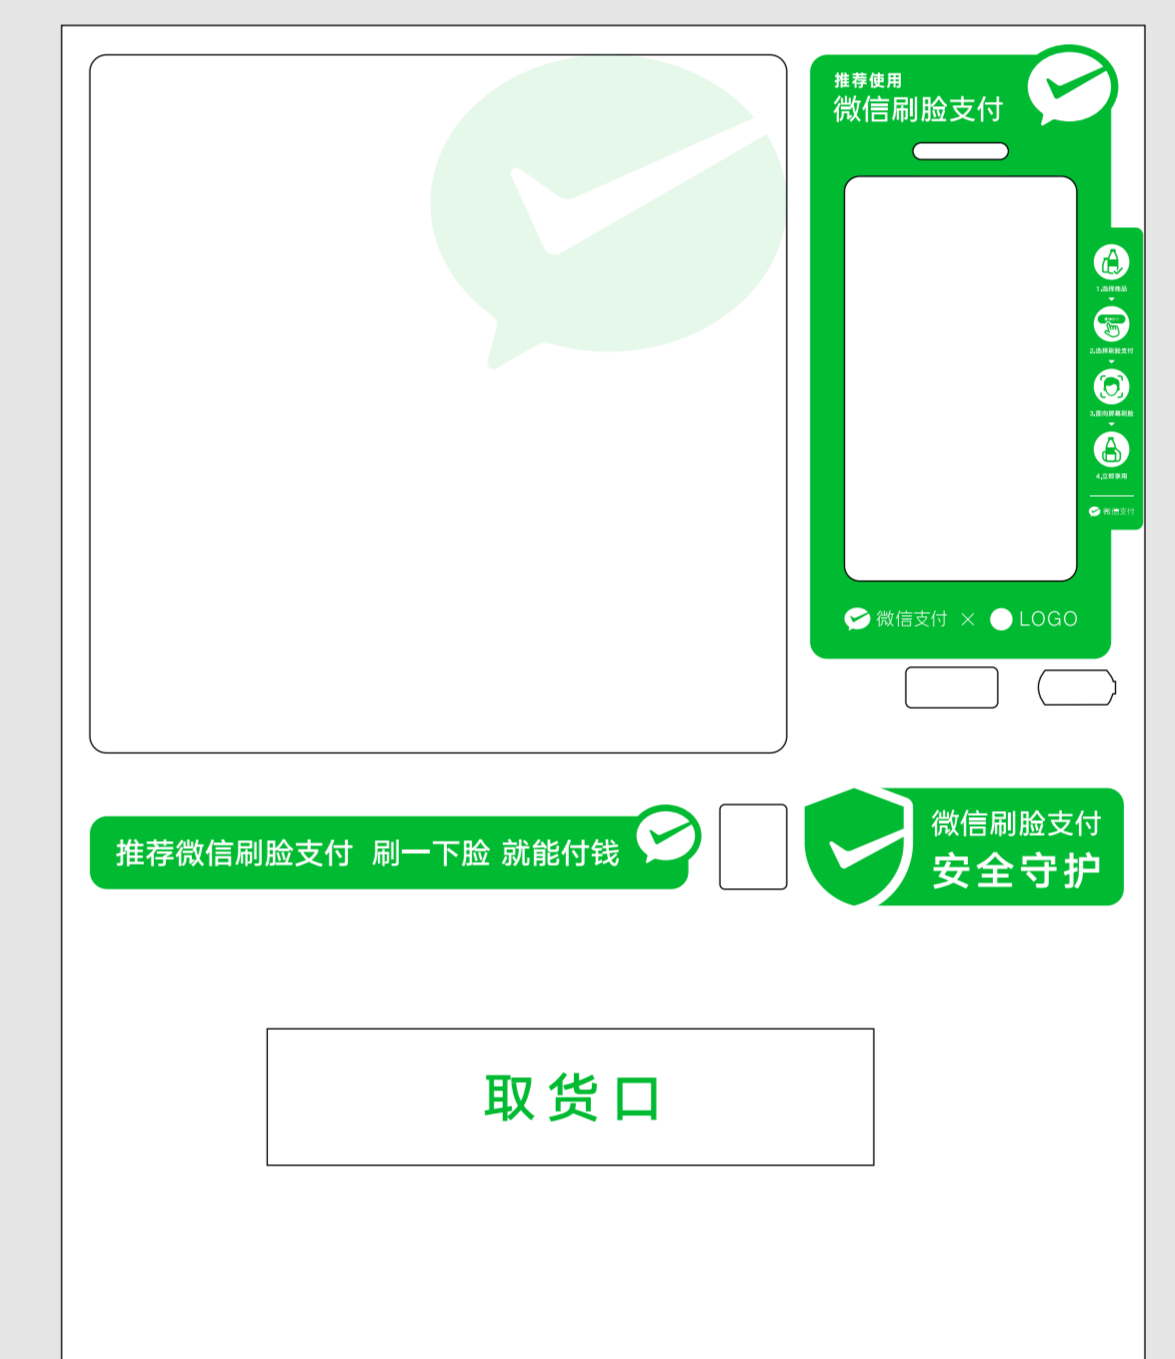 推荐使用
微信刷脸支付
1.选择商品
2.选择刷脸支付
3.面向屏幕刷脸
4.立即享用
微信支付
微信支付 × LOGO
推荐微信刷脸支付 刷一下脸 就能付钱
微信刷脸支付
安全守护
取货口